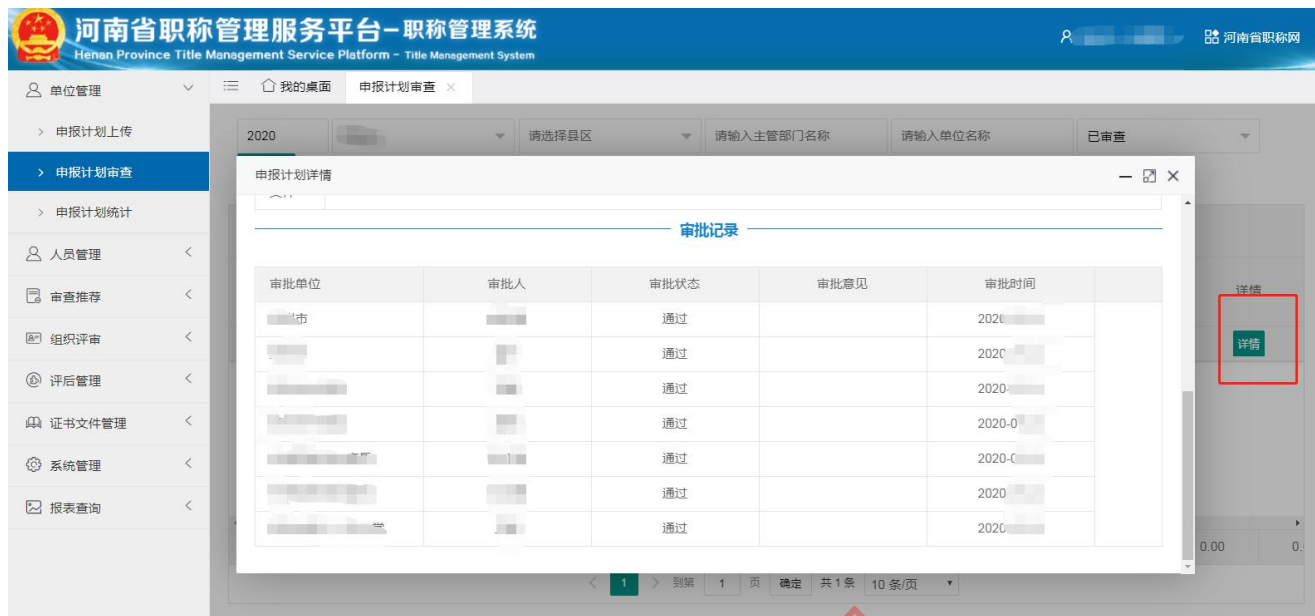 河南省职称管理服务平台-职称管理系统
Henan Province Title Management Service Platform - Title Management System
河南省职称网
单位管理
我的桌面
申报计划审查
申报计划上传
2020
请选择县区
请输入主管部门名称
请输入单位名称
已审查
申报计划审查
申报计划详情
申报计划统计
审批记录
人员管理
审批单位 审批人 审批状态 审批意见 审批时间
详情
审查推荐
市 通过 202
组织评审
详情
通过 2020
评后管理
通过 2020-
证书文件管理
通过 2020-0
系统管理
通过 2020-
报表查询
通过 2020
通过 202
0.00 0.
1 到第 1 页 确定 共1条 10条/页